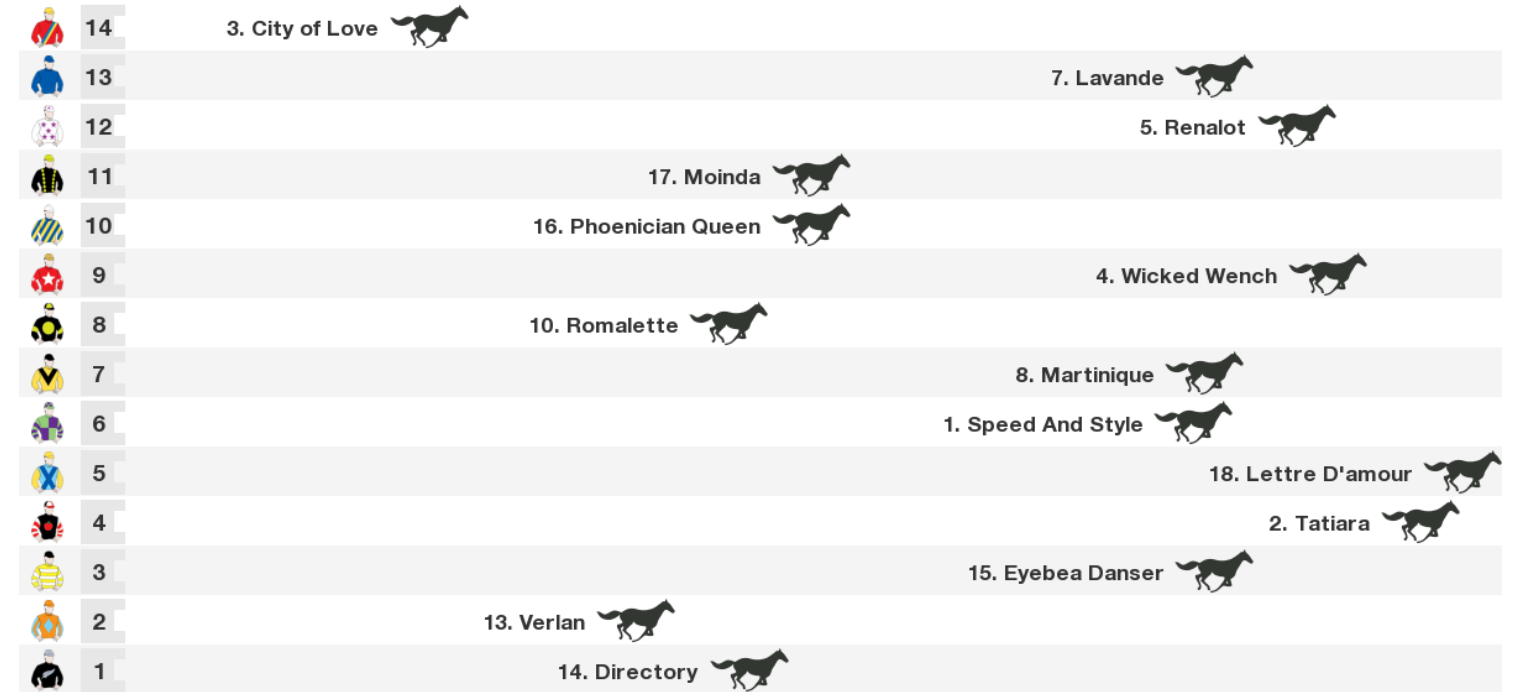 14 3. City of Love
13 7. Lavande
12 5. Renalot
11 17. Moinda
10 16. Phoenician Queen
9 4. Wicked Wench
8 10. Romalette
7 8. Martinique
6 1. Speed And Style
5 18. Lettre D'amour
4 2. Tatiara
3 15. Eyebea Danser
2 13. Verlan
1 14. Directory